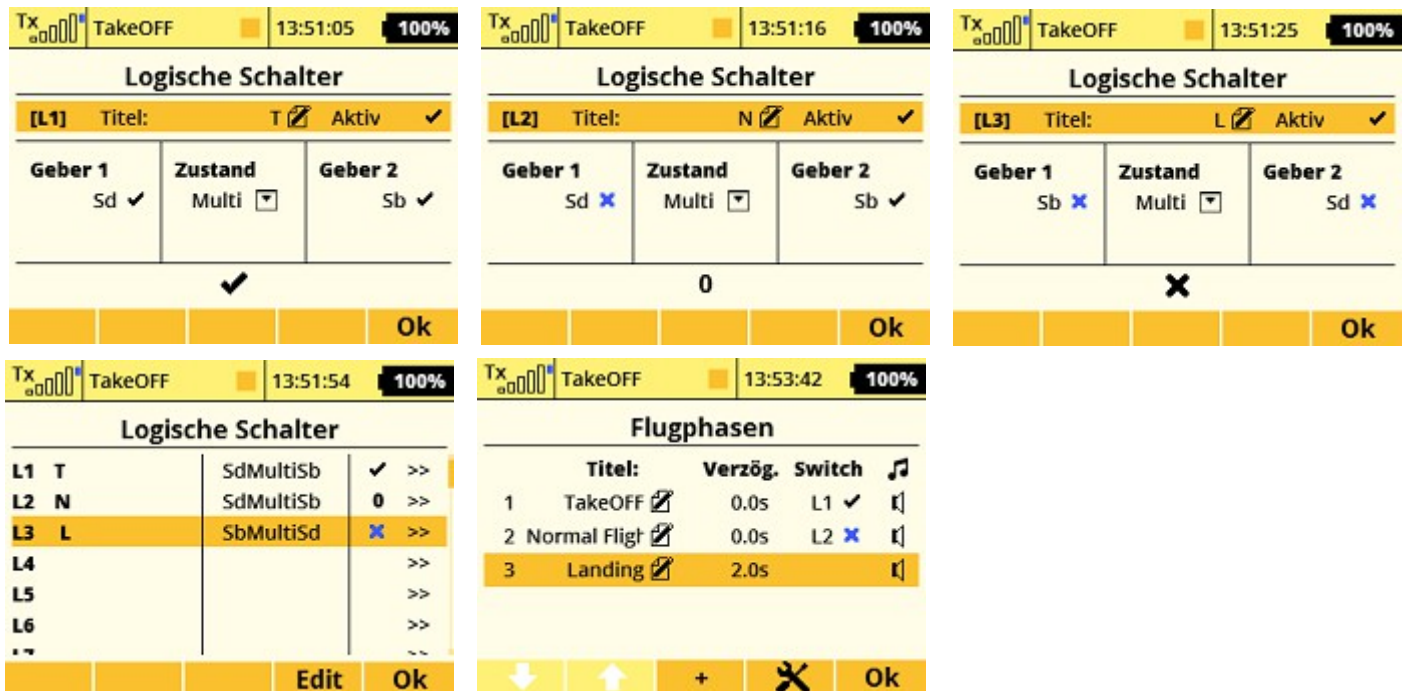 Tx TakeOFF 13:51:05 100%
Logische Schalter
[L1] Titel: T Aktiv ✔
Geber 1 Zustand Geber 2
Sd ✔ Multi Sb ✔
✔
Ok
Tx TakeOFF 13:51:16 100%
Logische Schalter
[L2] Titel: N Aktiv ✔
Geber 1 Zustand Geber 2
Sd ✖ Multi Sb ✔
0
Ok
Tx TakeOFF 13:51:25 100%
Logische Schalter
[L3] Titel: L Aktiv ✔
Geber 1 Zustand Geber 2
Sb ✖ Multi Sd ✖
✖
Ok
Tx TakeOFF 13:51:54 100%
Logische Schalter
L1 T SdMultiSb ✔ >>
L2 N SdMultiSb 0 >>
L3 L SbMultiSd ✖ >>
L4 >>
L5 >>
L6 >>
Edit Ok
Tx TakeOFF 13:53:42 100%
Flugphasen
Titel: Verzög. Switch
1 TakeOFF 0.0s L1 ✔
2 Normal Fligh 0.0s L2 ✖
3 Landing 2.0s
+ Ok